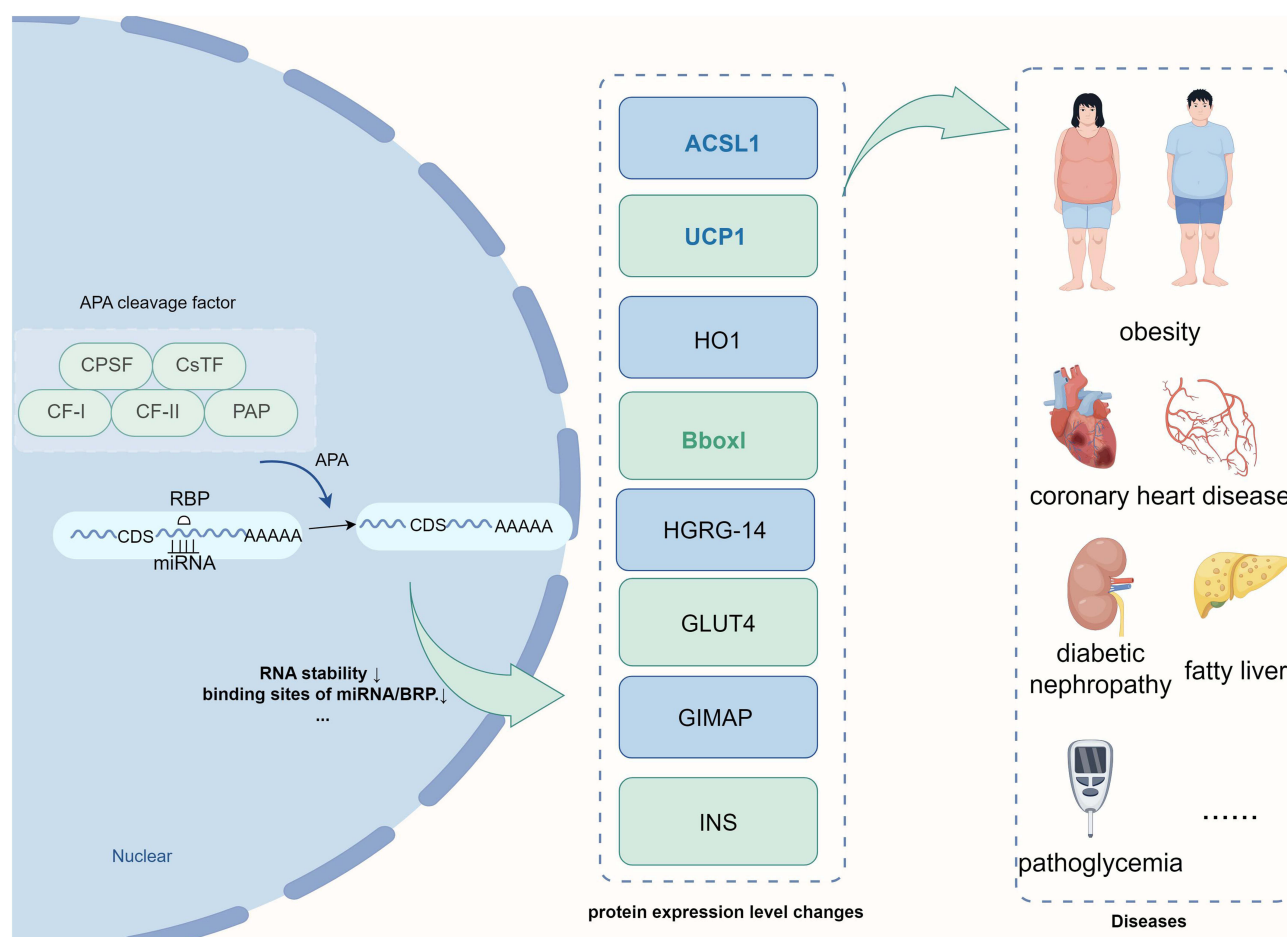 APA cleavage factor
CPSF
CsTF
CF-I
CF-II
PAP
APA
RBP
CDS
AAAAA
miRNA
CDS
AAAAA
RNA stability ↓
binding sites of miRNA/BRP.↓
...
Nuclear
ACSL1
UCP1
HO1
BboxI
HGRG-14
GLUT4
GIMAP
INS
protein expression level changes
obesity
coronary heart disease
diabetic
nephropathy
fatty liver
pathoglycemia
......
Diseases